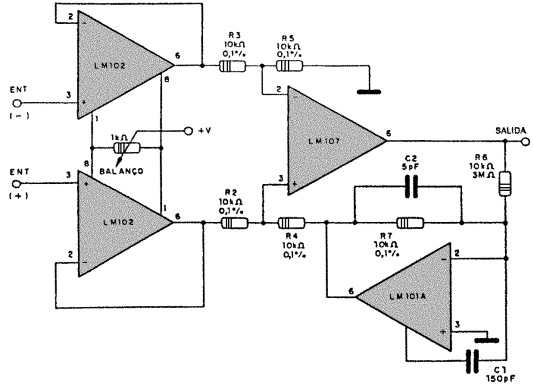 R3
10kΩ
0,1%
R5
10kΩ
0,1%
2
LM102
6
8
ENT
(-)
3
+
1
2
-
LM107
6
SALIDA
1kΩ
+V
BALANÇO
8
ENT
(+)
3
+
LM102
1
6
2
-
3
+
R2
10kΩ
0,1%
R4
10kΩ
0,1%
C2
5pF
R6
10kΩ
3MΩ
R7
10kΩ
0,1%
6
LM101A
-
2
+
3
C1
150pF